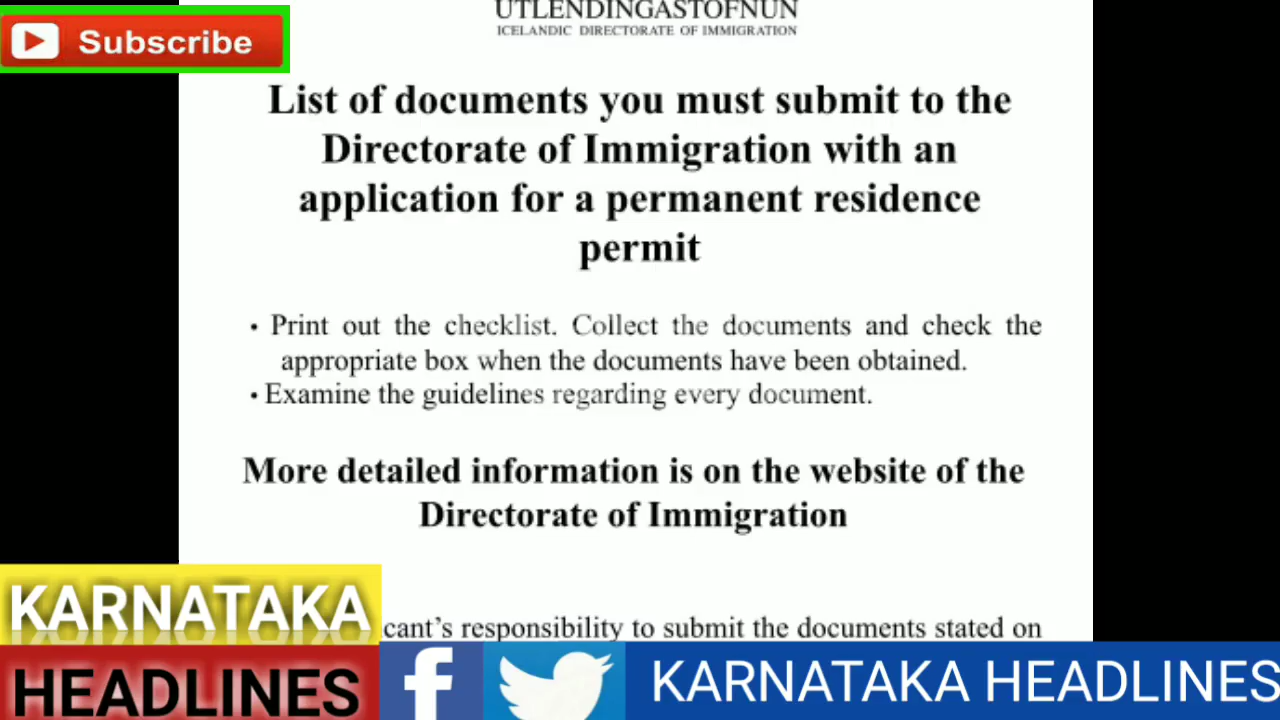 Subscribe
UTLENDINGASTOFNUN
ICELANDIC DIRECTORATE OF IMMIGRATION
List of documents you must submit to the
Directorate of Immigration with an
application for a permanent residence
permit
• Print out the checklist. Collect the documents and check the
appropriate box when the documents have been obtained.
• Examine the guidelines regarding every document.
More detailed information is on the website of the
Directorate of Immigration
responsibility to submit the documents stated on
KARNATAKA
HEADLINES
KARNATAKA HEADLINES